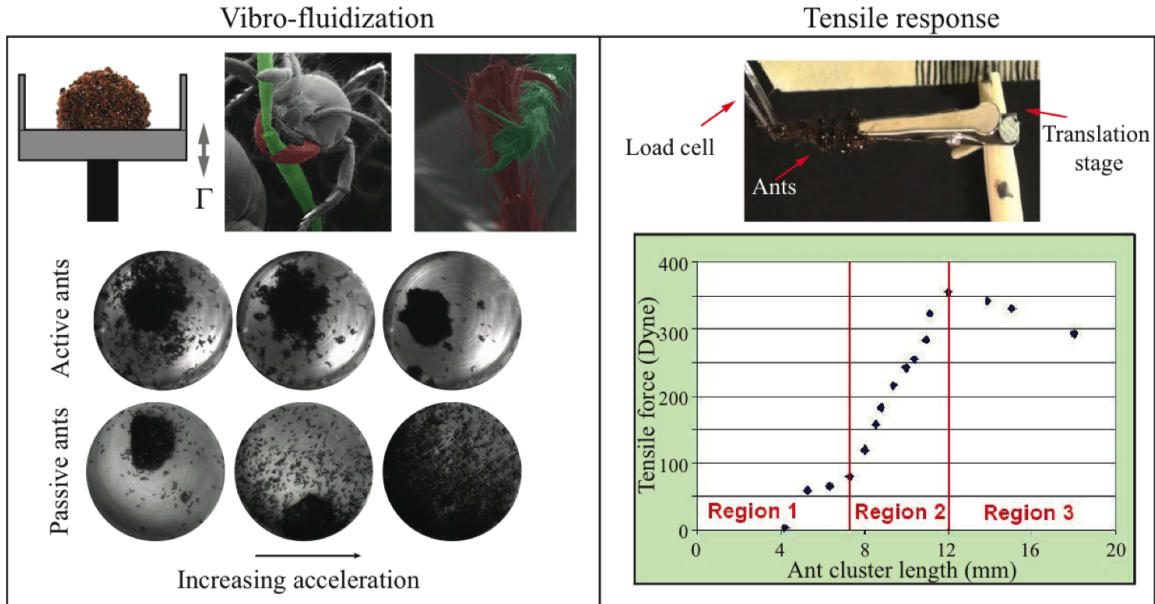 Vibro-fluidization
Γ
Active ants
Passive ants
Increasing acceleration
Tensile response
Load cell
Ants
Translation
stage
Tensile force (Dyne)
400
300
200
100
0
Region 1
Region 2
Region 3
0
4
8
12
16
20
Ant cluster length (mm)